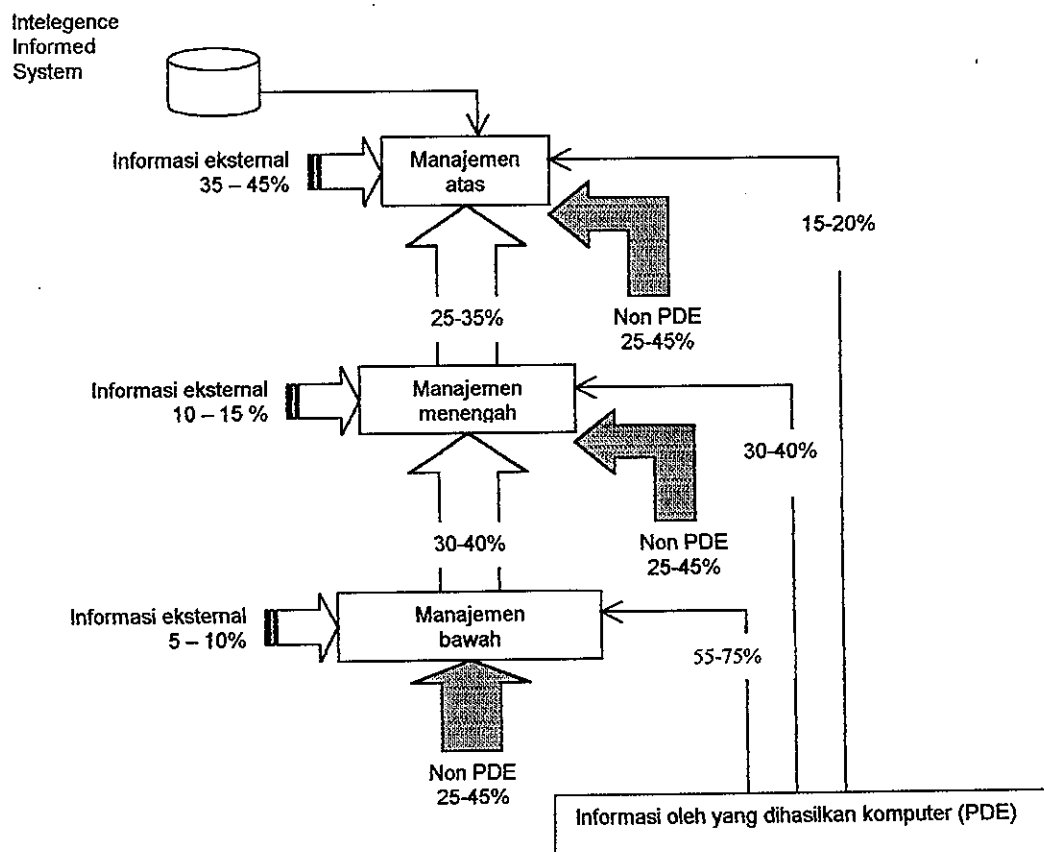 Intelegence
Informed
System
Informasi eksternal
35 – 45%
Manajemen
atas
15-20%
25-35%
Non PDE
25-45%
Informasi eksternal
10 – 15 %
Manajemen
menengah
30-40%
30-40%
Non PDE
25-45%
Informasi eksternal
5 – 10%
Manajemen
bawah
55-75%
Non PDE
25-45%
Informasi oleh yang dihasilkan komputer (PDE)